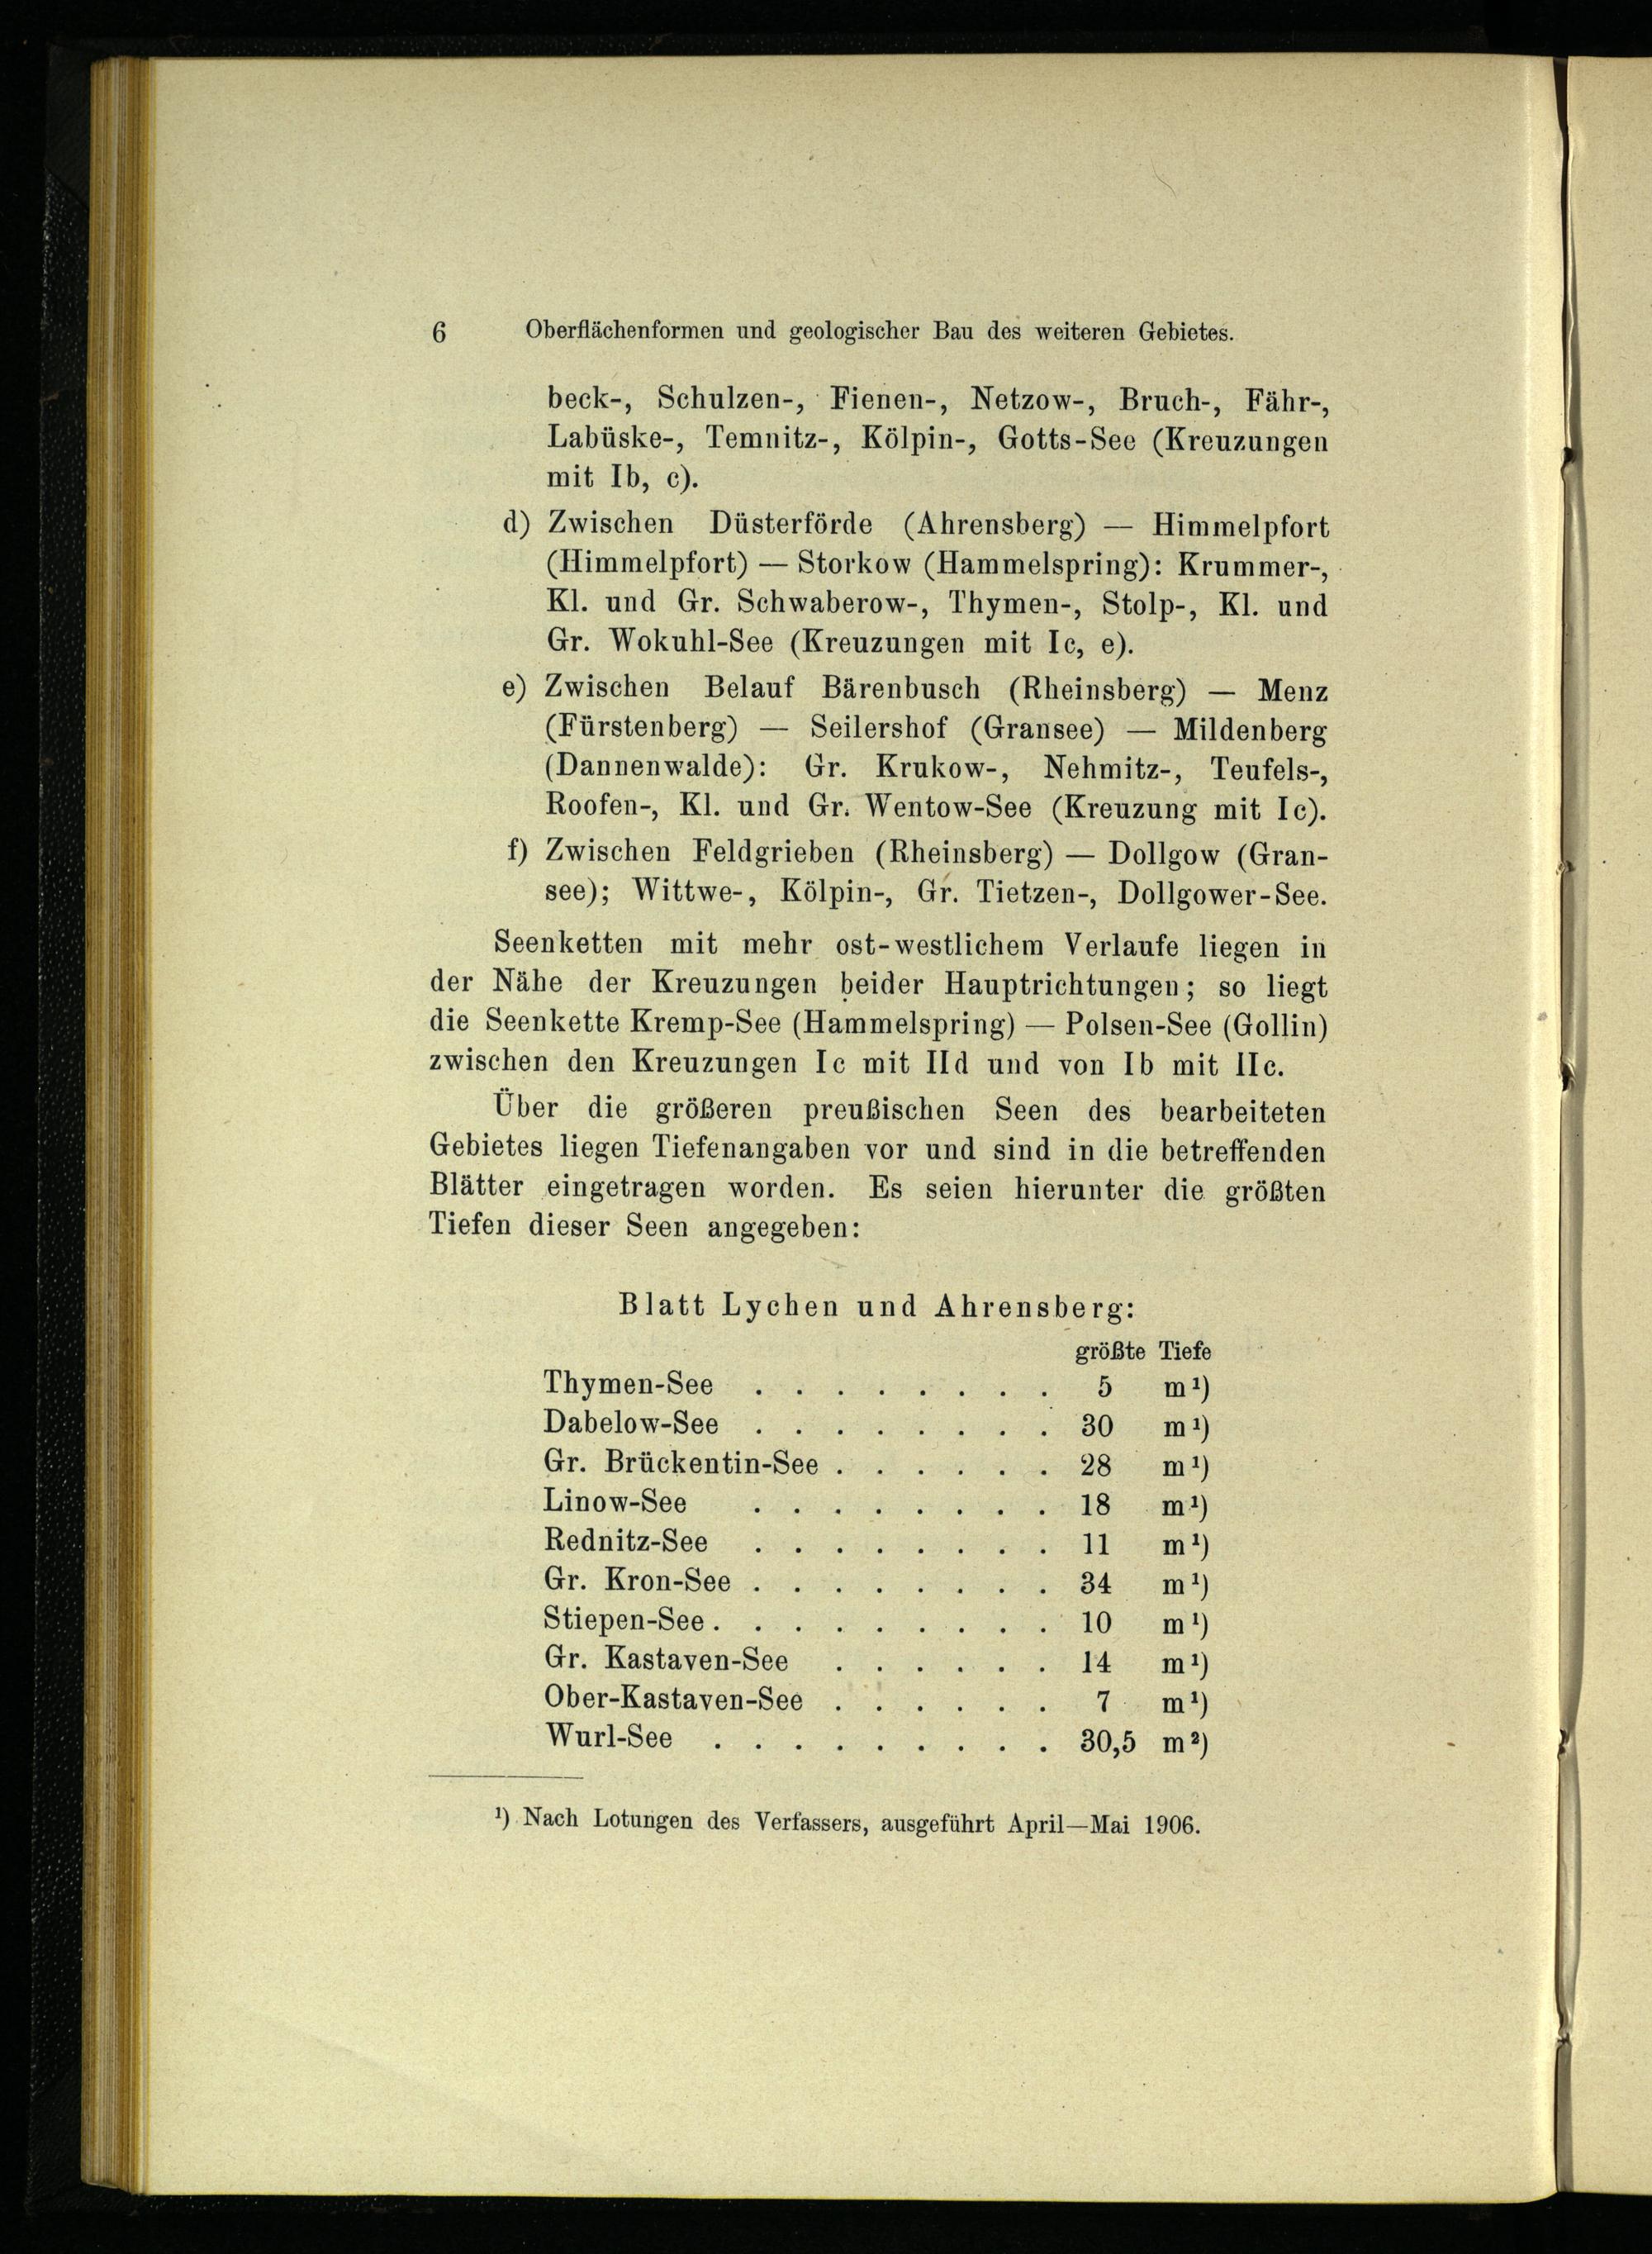 6 Oberflächenformen und geologischer Bau des weiteren Gebietes.
beck-, Schulzen-, Fienen-, Netzow-, Bruch-, Fähr-,
Labüske-, Temnitz-, Kölpin-, Gotts-See (Kreuzungen
mit Ib, c).
d) Zwischen Düsterförde (Ahrensberg) — Himmelpfort
(Himmelpfort) — Storkow (Hammelspring): Krummer-,
Kl. und Gr. Schwaberow-, Thymen-, Stolp-, Kl. und
Gr. Wokuhl-See (Kreuzungen mit Ic, e).
e) Zwischen Belauf Bärenbusch (Rheinsberg) — Menz
(Fürstenberg) — Seilershof (Gransee) — Mildenberg
(Dannenwalde): Gr. Krukow-, Nehmitz-, Teufels-,
Roofen-, Kl. und Gr. Wentow-See (Kreuzung mit Ic).
f) Zwischen Feldgrieben (Rheinsberg) — Dollgow (Gran-
see); Wittwe-, Kölpin-, Gr. Tietzen-, Dollgower-See.
Seenketten mit mehr ost-westlichem Verlaufe liegen in
der Nähe der Kreuzungen beider Hauptrichtungen; so liegt
die Seenkette Kremp-See (Hammelspring) — Polsen-See (Gollin)
zwischen den Kreuzungen Ic mit IId und von Ib mit IIc.
Über die größeren preußischen Seen des bearbeiteten
Gebietes liegen Tiefenangaben vor und sind in die betreffenden
Blätter eingetragen worden. Es seien hierunter die größten
Tiefen dieser Seen angegeben:
Blatt Lychen und Ahrensberg:
größte Tiefe
Thymen-See . . . . . . . . 5 m ¹)
Dabelow-See . . . . . . . . 30 m ¹)
Gr. Brückentin-See . . . . . . 28 m ¹)
Linow-See . . . . . . . . 18 m ¹)
Rednitz-See . . . . . . . . 11 m ¹)
Gr. Kron-See . . . . . . . . 34 m ¹)
Stiepen-See . . . . . . . . . 10 m ¹)
Gr. Kastaven-See . . . . . . 14 m ¹)
Ober-Kastaven-See . . . . . . 7 m ¹)
Wurl-See . . . . . . . . . 30,5 m ²)
¹) Nach Lotungen des Verfassers, ausgeführt April—Mai 1906.